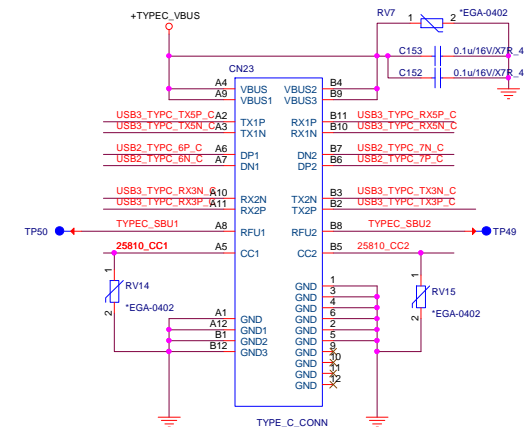 +TYPEC_VBUS
RV7 1 2 *EGA-0402
C153 0.1u/16V/X7R_4
C152 0.1u/16V/X7R_4
CN23
A4 VBUS VBUS2 B4
A9 VBUS1 VBUS3 B9
USB3_TYPC_TX5P_C A2 TX1P RX1P B11 USB3_TYPC_RX5P_C
USB3_TYPC_TX5N_C A3 TX1N RX1N B10 USB3_TYPC_RX5N_C
USB2_TYPC_6P_C A6 DP1 DN2 B7 USB2_TYPC_7N_C
USB2_TYPC_6N_C A7 DN1 DP2 B6 USB2_TYPC_7P_C
USB3_TYPC_RX3N_C A10 RX2N TX2N B3 USB3_TYPC_TX3N_C
USB3_TYPC_RX3P_C A11 RX2P TX2P B2 USB3_TYPC_TX3P_C
TP50 TYPEC_SBU1 A8 RFU1 RFU2 B8 TYPEC_SBU2 TP49
25810_CC1 A5 CC1 CC2 B5 25810_CC2
1 RV14 2 *EGA-0402
1 RV15 2 *EGA-0402
GND 1
GND 3
GND 4
A1 GND GND 6
A12 GND1 GND 2
B1 GND2 GND 5
B12 GND3 GND 9
GND 10
GND 11
GND 12
TYPE_C_CONN